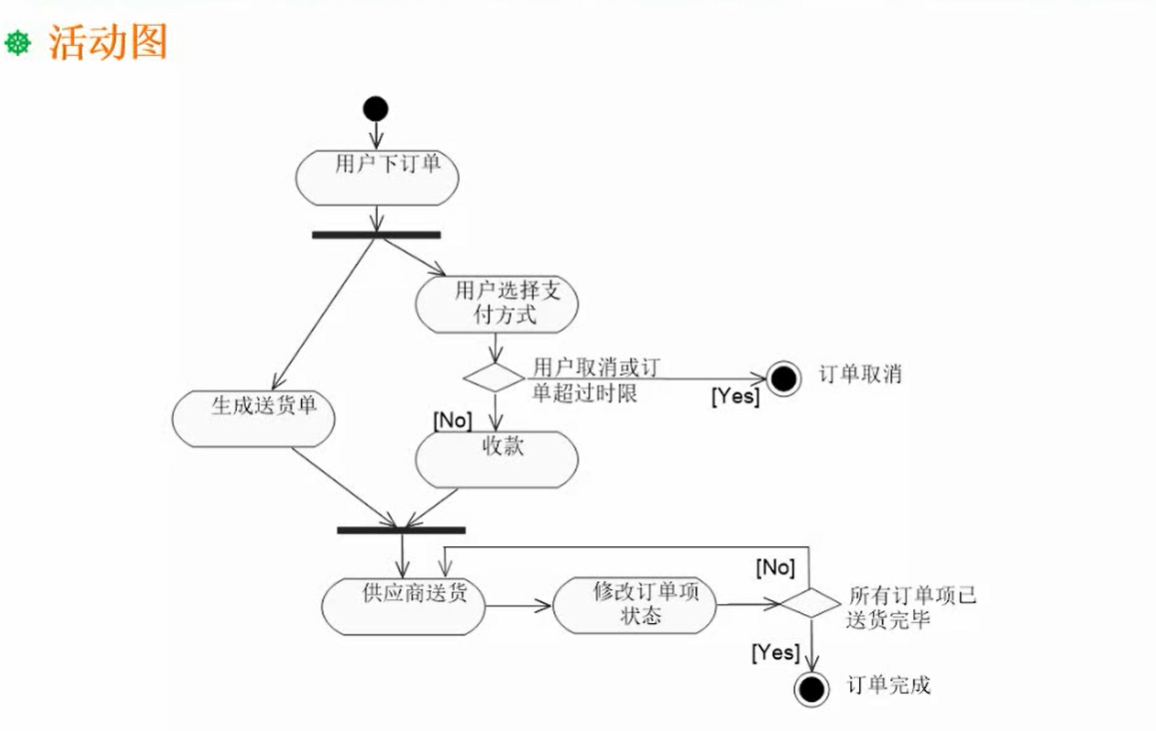 活动图
用户下订单
用户选择支
付方式
用户取消或订
单超过时限
[Yes]
订单取消
生成送货单
[No]
收款
[No]
供应商送货
修改订单项
状态
所有订单项已
送货完毕
[Yes]
订单完成